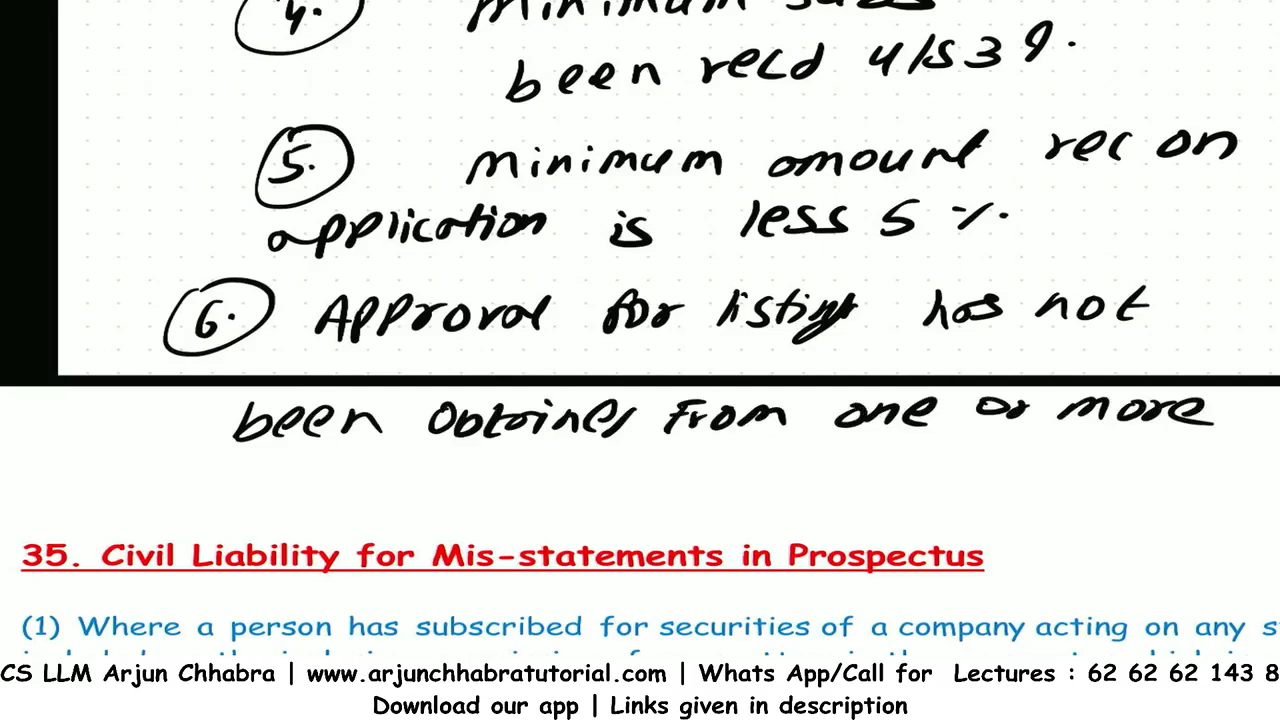 4. Minimum subs
been recd u/s 39.
5. minimum amount rec on
application is less 5 %.
6. Approval for listing has not
been Obtained From one or more
35. Civil Liability for Mis-statements in Prospectus
(1) Where a person has subscribed for securities of a company acting on any s
CS LLM Arjun Chhabra | www.arjunchhabratutorial.com | Whats App/Call for Lectures : 62 62 62 143 8
Download our app | Links given in description